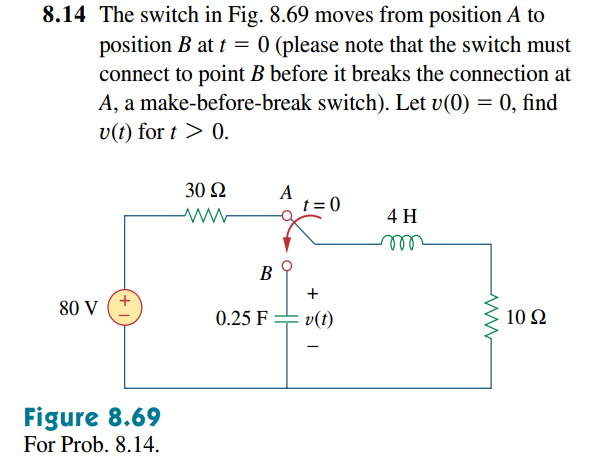 8.14 The switch in Fig. 8.69 moves from position A to
position B at t = 0 (please note that the switch must
connect to point B before it breaks the connection at
A, a make-before-break switch). Let v(0) = 0, find
v(t) for t > 0.
30 Ω
A
t = 0
4 H
B
+
80 V
+
−
0.25 F
v(t)
10 Ω
−
Figure 8.69
For Prob. 8.14.